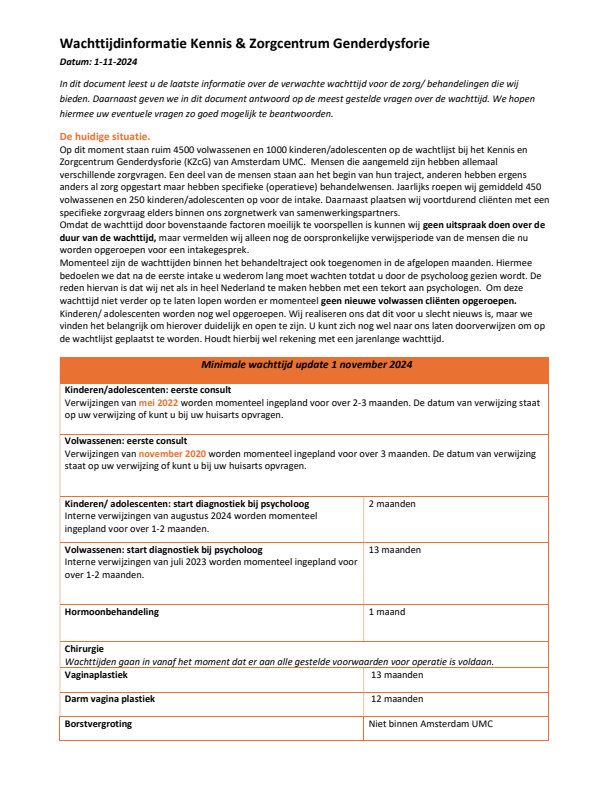 Wachttijdinformatie Kennis & Zorgcentrum Genderdysforie
Datum: 1-11-2024
In dit document leest u de laatste informatie over de verwachte wachttijd voor de zorg/ behandelingen die wij
bieden. Daarnaast geven we in dit document antwoord op de meest gestelde vragen over de wachttijd. We hopen
hiermee uw eventuele vragen zo goed mogelijk te beantwoorden.
De huidige situatie.
Op dit moment staan ruim 4500 volwassenen en 1000 kinderen/adolescenten op de wachtlijst bij het Kennis en
Zorgcentrum Genderdysforie (KZcG) van Amsterdam UMC. Mensen die aangemeld zijn hebben allemaal
verschillende zorgvragen. Een deel van de mensen staan aan het begin van hun traject, anderen hebben ergens
anders al zorg opgestart maar hebben specifieke (operatieve) behandelwensen. Jaarlijks roepen wij gemiddeld 450
volwassenen en 250 kinderen/adolescenten op voor de intake. Daarnaast plaatsen wij voortdurend cliënten met een
specifieke zorgvraag elders binnen ons zorgnetwerk van samenwerkingspartners.
Omdat de wachttijd door bovenstaande factoren moeilijk te voorspellen is kunnen wij geen uitspraak doen over de
duur van de wachttijd, maar vermelden wij alleen nog de oorspronkelijke verwijsperiode van de mensen die nu
worden opgeroepen voor een intakegesprek.
Momenteel zijn de wachttijden binnen het behandeltraject ook toegenomen in de afgelopen maanden. Hiermee
bedoelen we dat na de eerste intake u wederom lang moet wachten totdat u door de psycholoog gezien wordt. De
reden hiervan is dat wij net als in heel Nederland te maken hebben met een tekort aan psychologen. Om deze
wachttijd niet verder op te laten lopen worden er momenteel geen nieuwe volwassen cliënten opgeroepen.
Kinderen/ adolescenten worden nog wel opgeroepen. Wij realiseren ons dat dit voor u slecht nieuws is, maar we
vinden het belangrijk om hierover duidelijk en open te zijn. U kunt zich nog wel naar ons laten doorverwijzen om op
de wachtlijst geplaatst te worden. Houdt hierbij wel rekening met een jarenlange wachttijd.
Minimale wachttijd update 1 november 2024
Kinderen/adolescenten: eerste consult
Verwijzingen van mei 2022 worden momenteel ingepland voor over 2-3 maanden. De datum van verwijzing staat
op uw verwijzing of kunt u bij uw huisarts opvragen.
Volwassenen: eerste consult
Verwijzingen van november 2020 worden momenteel ingepland voor over 3 maanden. De datum van verwijzing
staat op uw verwijzing of kunt u bij uw huisarts opvragen.
Kinderen/ adolescenten: start diagnostiek bij psycholoog
Interne verwijzingen van augustus 2024 worden momenteel
ingepland voor over 1-2 maanden.
2 maanden
Volwassenen: start diagnostiek bij psycholoog
Interne verwijzingen van juli 2023 worden momenteel ingepland voor
over 1-2 maanden.
13 maanden
Hormoonbehandeling
1 maand
Chirurgie
Wachttijden gaan in vanaf het moment dat er aan alle gestelde voorwaarden voor operatie is voldaan.
Vaginaplastiek
13 maanden
Darm vagina plastiek
12 maanden
Borstvergroting
Niet binnen Amsterdam UMC